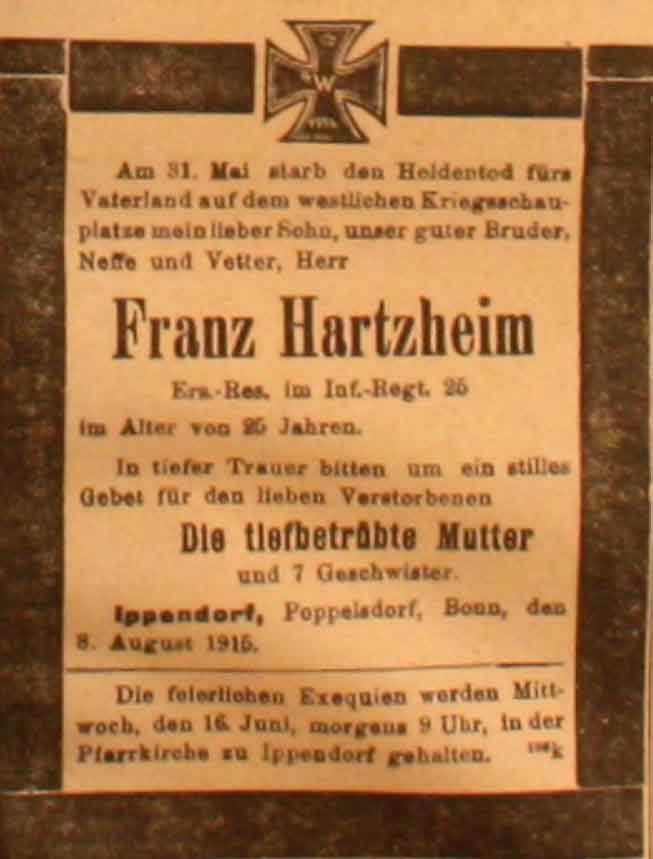 W
1914
Am 31. Mai starb den Heldentod fürs
Vaterland auf dem westlichen Kriegsschau-
platze mein lieber Sohn, unser guter Bruder,
Neffe und Vetter, Herr
Franz Hartzheim
Ers.-Res. im Inf.-Regt. 25
im Alter von 25 Jahren.
In tiefer Trauer bitten um ein stilles
Gebet für den lieben Verstorbenen
Die tiefbetrübte Mutter
und 7 Geschwister.
Ippendorf, Poppelsdorf, Bonn, den
8. August 1915.
Die feierlichen Exequien werden Mitt-
woch, den 16. Juni, morgens 9 Uhr, in der
Pfarrkirche zu Ippendorf gehalten.